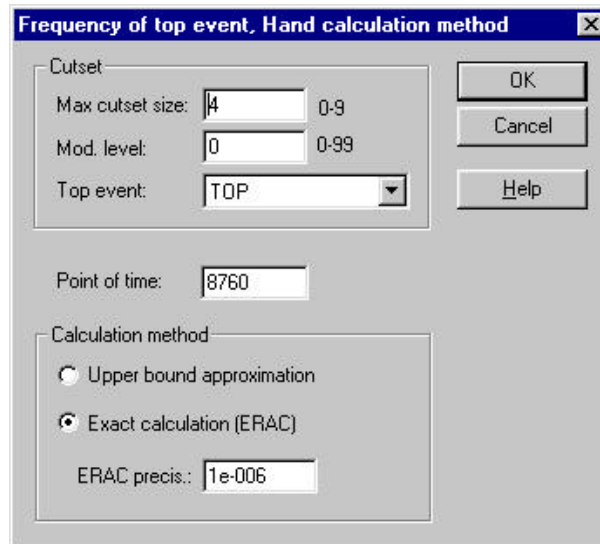 Frequency of top event, Hand calculation method
Cutset
Max cutset size: 4 0-9
Mod. level: 0 0-99
Top event: TOP
OK
Cancel
Help
Point of time: 8760
Calculation method
Upper bound approximation
Exact calculation (ERAC)
ERAC precis.: 1e-006